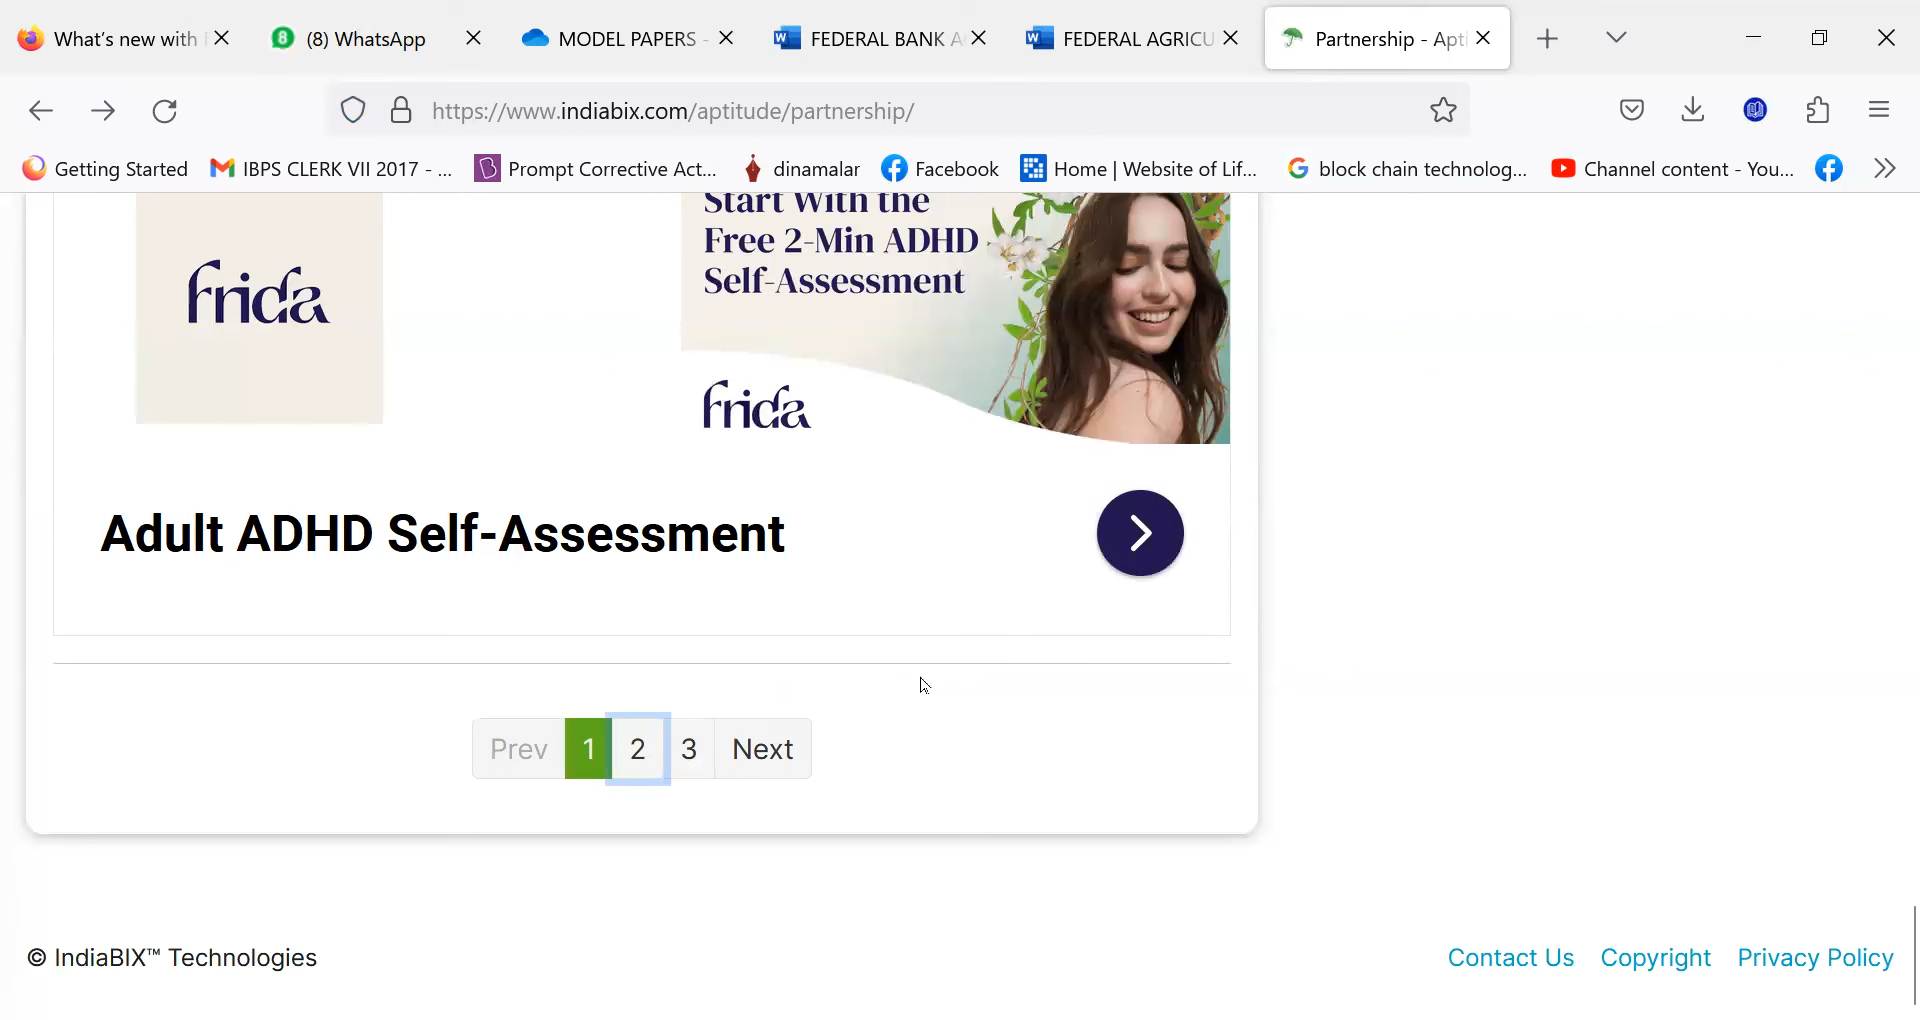 What's new with
(8) WhatsApp
MODEL PAPERS -
FEDERAL BANK A
FEDERAL AGRICU
Partnership - Apti
https://www.indiabix.com/aptitude/partnership/
Getting Started
IBPS CLERK VII 2017 - ...
Prompt Corrective Act...
dinamalar
Facebook
Home | Website of Lif...
block chain technolog...
Channel content - You...
Start With the
Free 2-Min ADHD
Self-Assessment
frida
frida
Adult ADHD Self-Assessment
Prev 1 2 3 Next
© IndiaBIX™ Technologies
Contact Us Copyright Privacy Policy